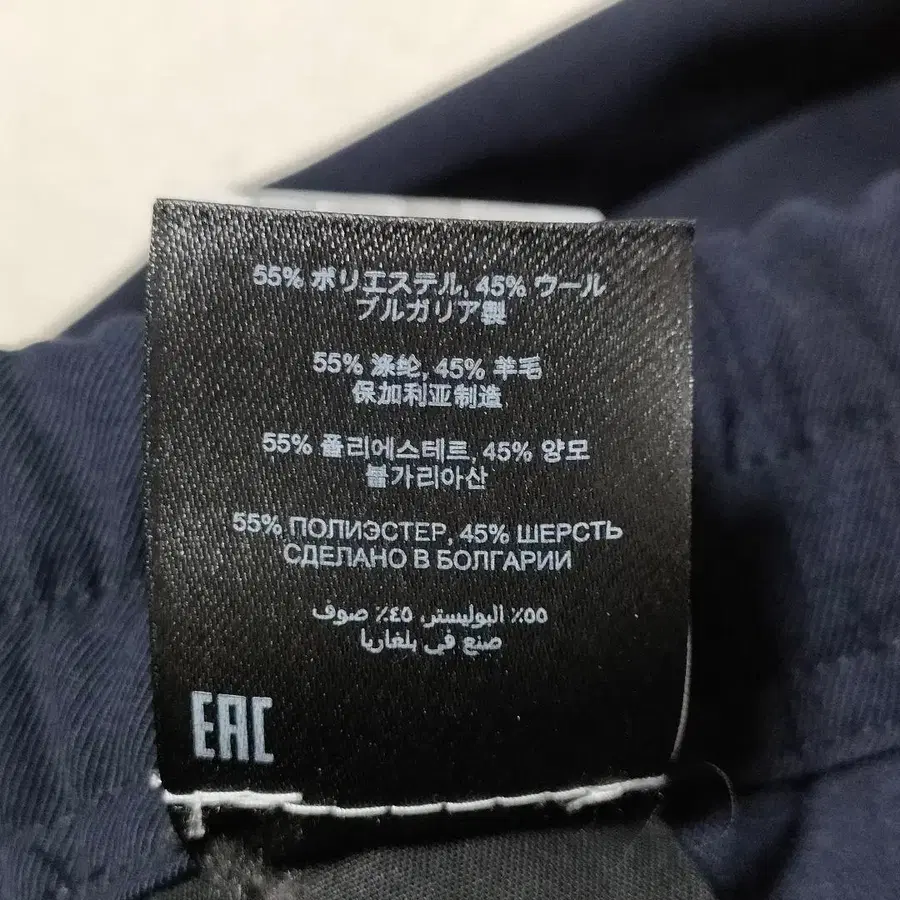 55% ポリエステル, 45% ウール
ブルガリア製
55% 涤纶, 45% 羊毛
保加利亚制造
55% 폴리에스테르, 45% 양모
불가리아산
55% ПОЛИЭСТЕР, 45% ШЕРСТЬ
СДЕЛАНО В БОЛГАРИИ
٥٥٪ البوليستر، ٤٥٪ صوف
صنع في بلغاريا
EAC